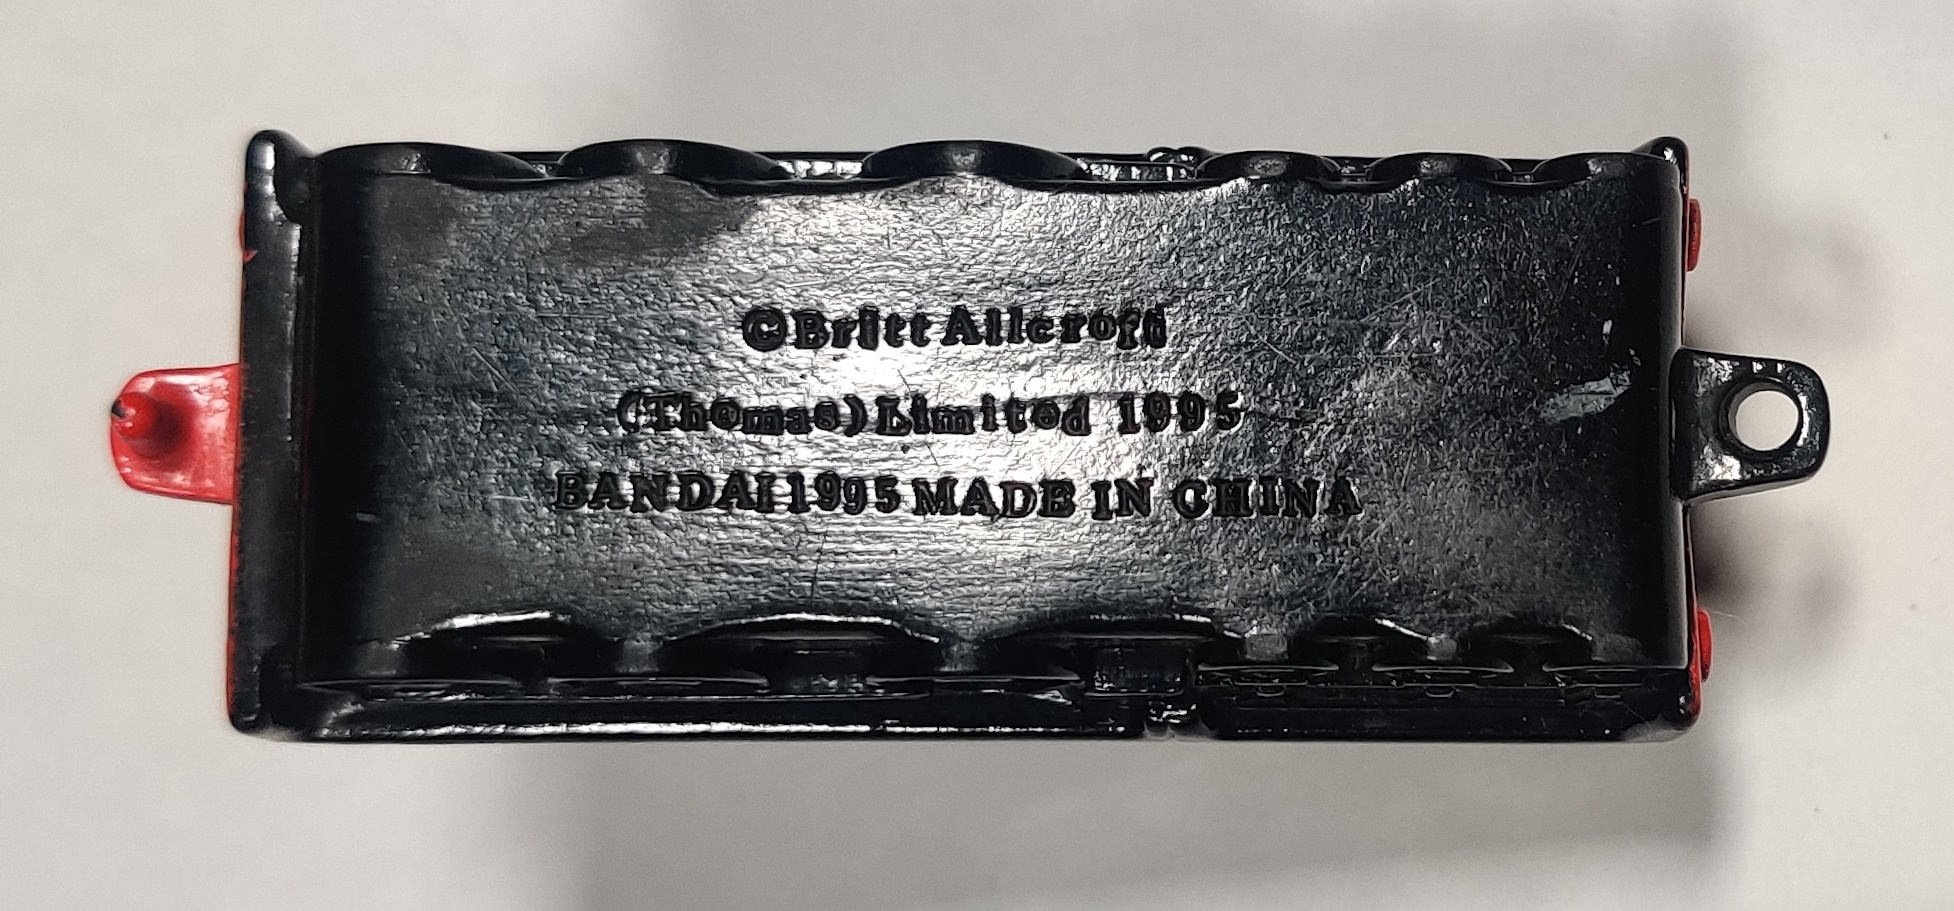 ©Britt Allcroft
(Thomas) Limited 1995
BANDAI 1995 MADE IN CHINA